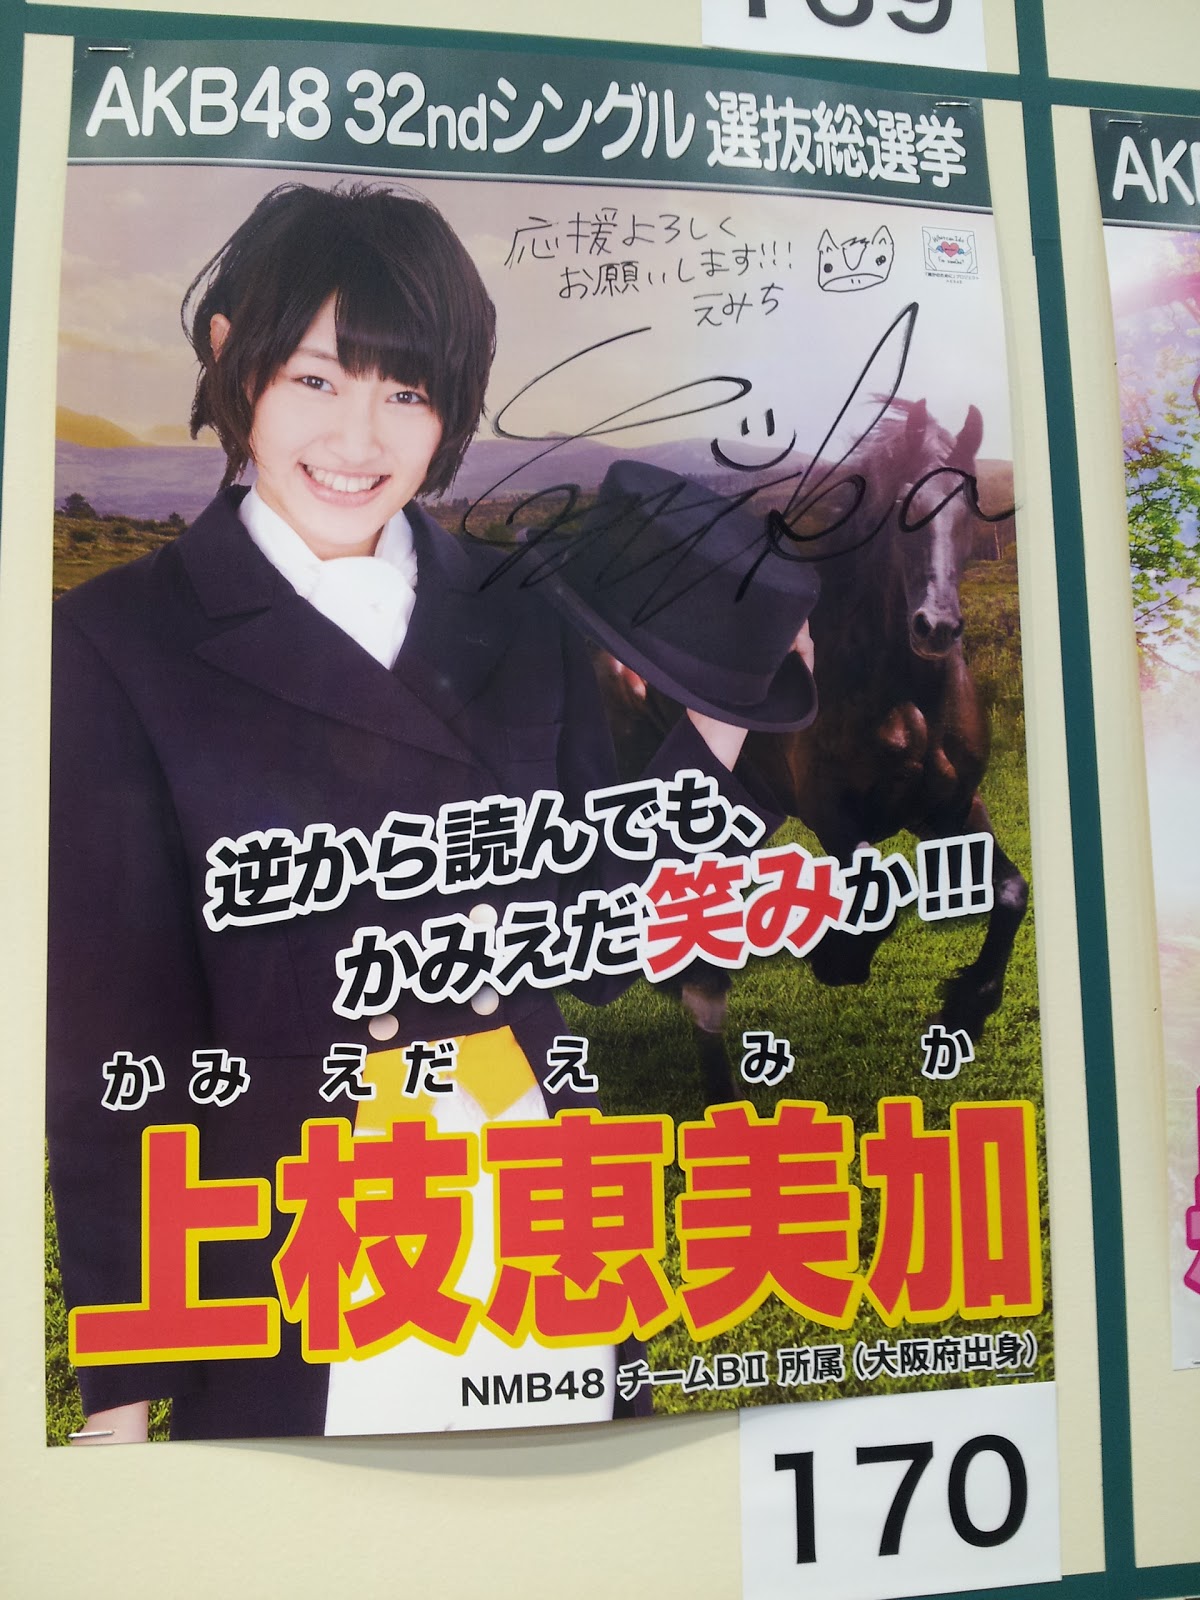 169
AKB48 32ndシングル 選抜総選挙
AK
応援よろしく
お願いします!!!
えみち
逆から読んでも、
かみえだ笑みか!!!
かみ えだ え み か
上枝恵美加
NMB48 チームBⅡ 所属 (大阪府出身)
170